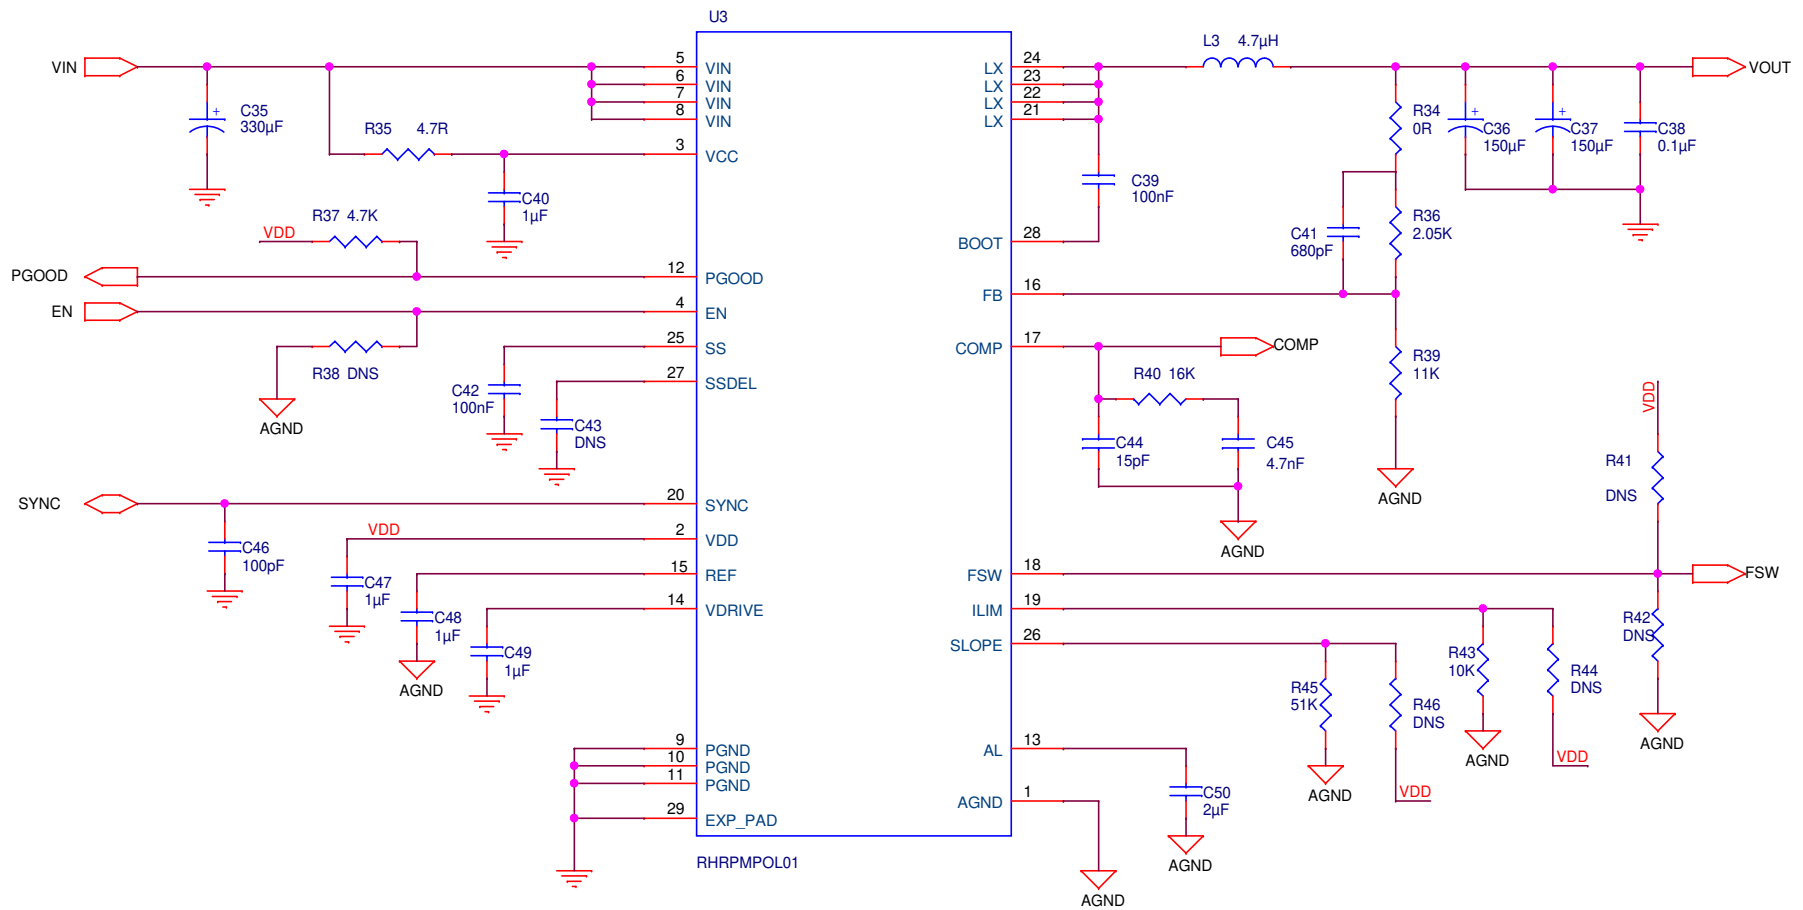 U3
VIN
C35
330µF
R35 4.7R
C40
1µF
R37 4.7K
VDD
PGOOD
EN
R38 DNS
AGND
C42
100nF
C43
DNS
SYNC
C46
100pF
VDD
C47
1µF
C48
1µF
AGND
C49
1µF
5 VIN
6 VIN
7 VIN
8 VIN
3 VCC
12 PGOOD
4 EN
25 SS
27 SSDEL
20 SYNC
2 VDD
15 REF
14 VDRIVE
9 PGND
10 PGND
11 PGND
29 EXP_PAD
RHRPMPOL01
LX 24
LX 23
LX 22
LX 21
BOOT 28
FB 16
COMP 17
FSW 18
ILIM 19
SLOPE 26
AL 13
AGND 1
L3 4.7µH
VOUT
R34
0R
C36
150µF
C37
150µF
C38
0.1µF
C39
100nF
C41
680pF
R36
2.05K
COMP
R40 16K
R39
11K
C44
15pF
C45
4.7nF
AGND
AGND
VDD
R41
DNS
FSW
R42
DNS
R43
10K
R44
DNS
R45
51K
R46
DNS
AGND
AGND
VDD
AGND
VDD
C50
2µF
AGND
AGND